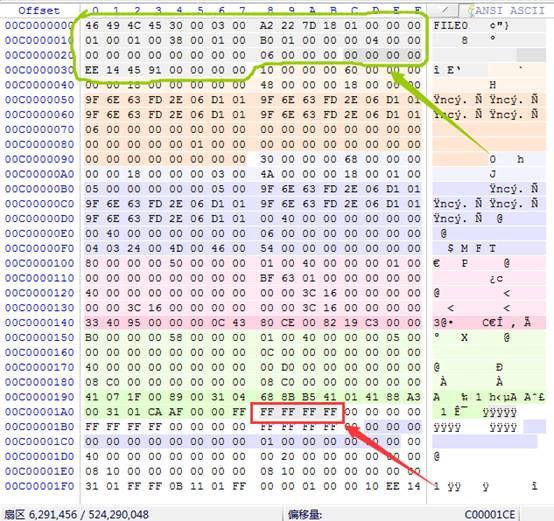 Offset 0 1 2 3 4 5 6 7 8 9 A B C D E F ANSI ASCII
00C0000000 46 49 4C 45 30 00 03 00 A2 22 7D 18 01 00 00 00 FILE0 ¢"}
00C0000010 01 00 01 00 38 00 01 00 B0 01 00 00 00 04 00 00 8 °
00C0000020 00 00 00 00 00 00 00 00 06 00 00 00 00 00 00 00
00C0000030 EE 14 45 91 00 00 00 00 10 00 00 00 60 00 00 00 î E‘ `
00C0000040 00 00 18 00 00 00 00 00 48 00 00 00 18 00 00 00 H
00C0000050 9F 6E 63 FD 2E 06 D1 01 9F 6E 63 FD 2E 06 D1 01 Ÿncý. Ñ Ÿncý. Ñ
00C0000060 9F 6E 63 FD 2E 06 D1 01 9F 6E 63 FD 2E 06 D1 01 Ÿncý. Ñ Ÿncý. Ñ
00C0000070 06 00 00 00 00 00 00 00 00 00 00 00 00 00 00 00
00C0000080 00 00 00 00 00 01 00 00 00 00 00 00 00 00 00 00
00C0000090 00 00 00 00 00 00 00 00 30 00 00 00 68 00 00 00 0 h
00C00000A0 00 00 18 00 00 00 03 00 4A 00 00 00 18 00 01 00 J
00C00000B0 05 00 00 00 00 00 05 00 9F 6E 63 FD 2E 06 D1 01 Ÿncý. Ñ
00C00000C0 9F 6E 63 FD 2E 06 D1 01 9F 6E 63 FD 2E 06 D1 01 Ÿncý. Ñ Ÿncý. Ñ
00C00000D0 9F 6E 63 FD 2E 06 D1 01 00 40 00 00 00 00 00 00 Ÿncý. Ñ @
00C00000E0 00 40 00 00 00 00 00 00 06 00 00 00 00 00 00 00 @
00C00000F0 04 03 24 00 4D 00 46 00 54 00 00 00 00 00 00 00 $ M F T
00C0000100 80 00 00 00 50 00 00 00 01 00 40 00 00 00 01 00 € P @
00C0000110 00 00 00 00 00 00 00 00 BF 63 01 00 00 00 00 00 ¿c
00C0000120 40 00 00 00 00 00 00 00 00 00 3C 16 00 00 00 00 @ <
00C0000130 00 00 3C 16 00 00 00 00 00 00 3C 16 00 00 00 00 < <
00C0000140 33 40 95 00 00 00 0C 43 80 CE 00 82 19 C3 00 00 3@• C€Î ‚ Ã
00C0000150 B0 00 00 00 58 00 00 00 01 00 40 00 00 00 05 00 ° X @
00C0000160 00 00 00 00 00 00 00 00 0C 00 00 00 00 00 00 00
00C0000170 40 00 00 00 00 00 00 00 00 D0 00 00 00 00 00 00 @ Ð
00C0000180 08 C0 00 00 00 00 00 00 08 C0 00 00 00 00 00 00 À À
00C0000190 41 07 1F 00 89 00 31 04 68 8B B5 41 01 41 88 A3 A ‰ 1 h‹µA Aˆ£
00C00001A0 00 31 01 CA AF 00 00 FF FF FF FF FF 00 00 00 00 1 Ê¯ ÿÿÿÿÿ
00C00001B0 FF FF FF FF 00 00 00 00 FF FF FF FF 00 00 00 00 ÿÿÿÿ ÿÿÿÿ
00C00001C0 00 00 00 00 00 00 00 00 01 00 00 00 00 00 00 00
00C00001D0 40 00 00 00 00 00 00 00 00 20 00 00 00 00 00 00 @
00C00001E0 08 10 00 00 00 00 00 00 08 10 00 00 00 00 00 00
00C00001F0 31 01 FF FF 0B 11 01 FF 00 00 00 00 00 00 EE 14 1 ÿÿ ÿ î
扇区 6,291,456 / 524,290,048 偏移量: C00001CE